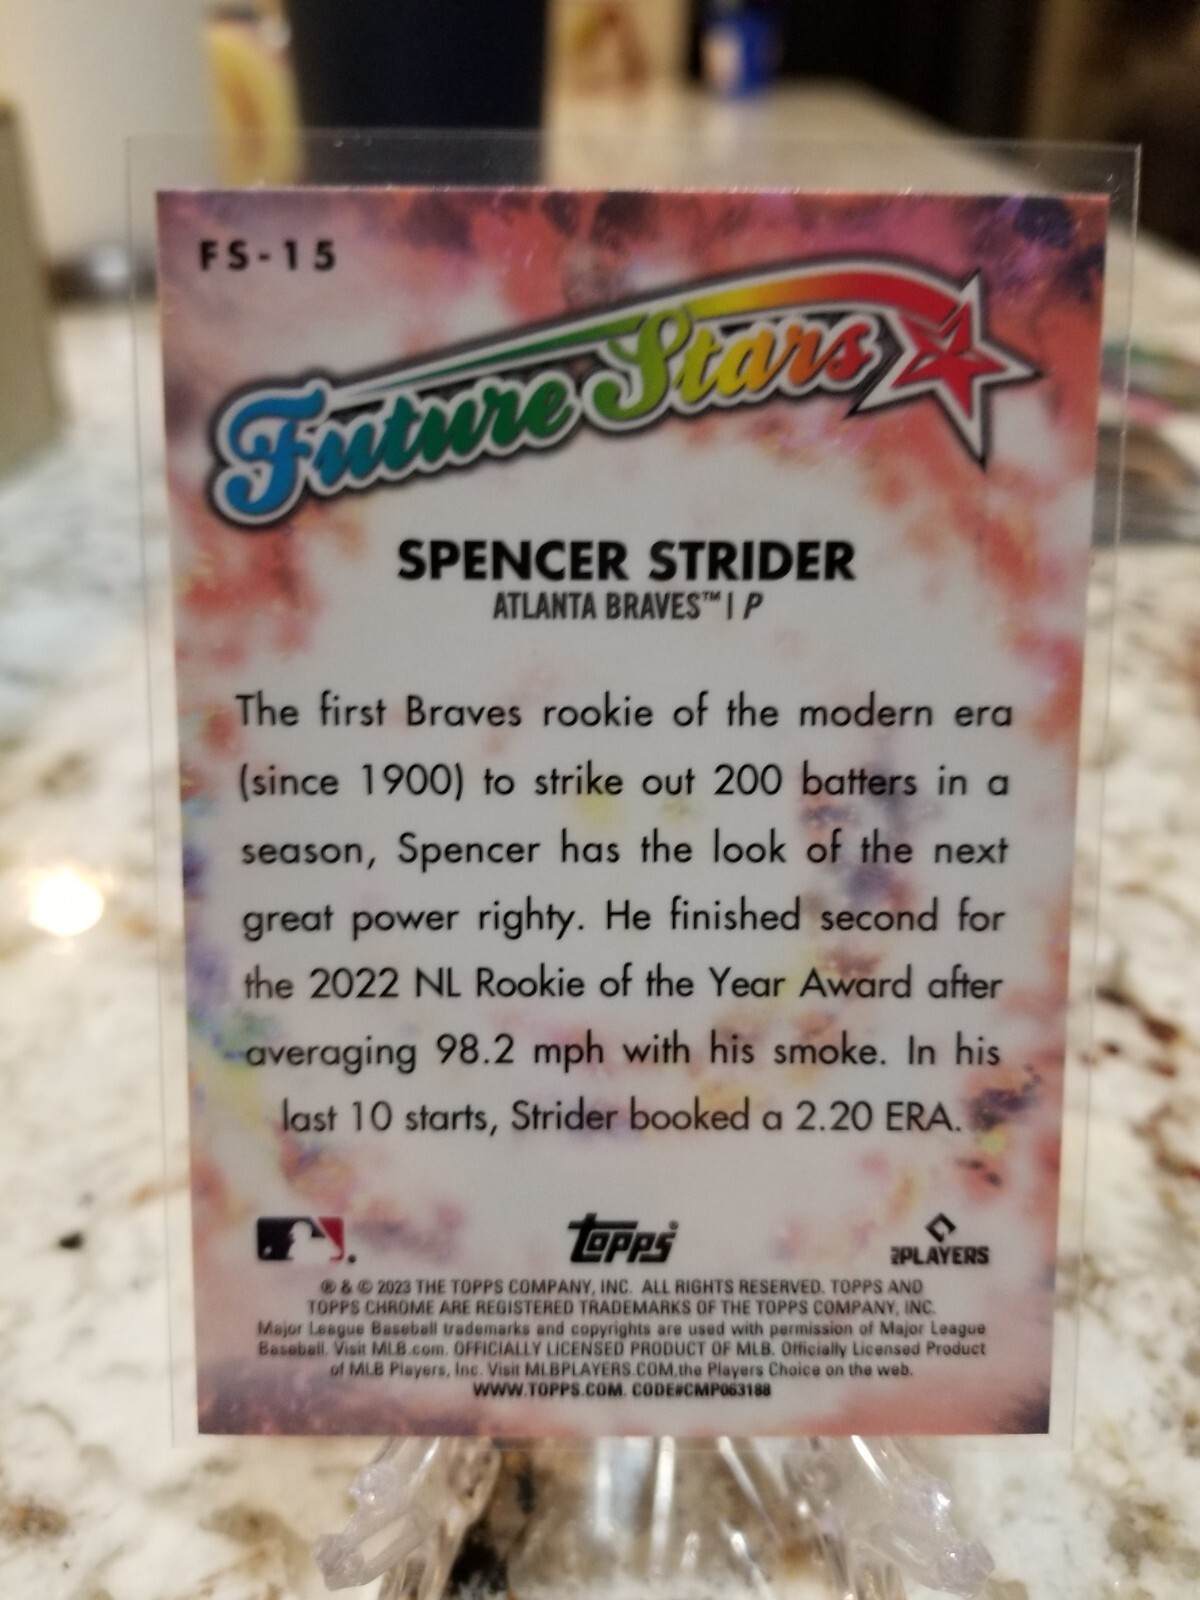 FS-15
Future Stars
SPENCER STRIDER
ATLANTA BRAVES™ | P
The first Braves rookie of the modern era
(since 1900) to strike out 200 batters in a
season, Spencer has the look of the next
great power righty. He finished second for
the 2022 NL Rookie of the Year Award after
averaging 98.2 mph with his smoke. In his
last 10 starts, Strider booked a 2.20 ERA.
topps
PLAYERS
® & © 2023 THE TOPPS COMPANY, INC. ALL RIGHTS RESERVED. TOPPS AND
TOPPS CHROME ARE REGISTERED TRADEMARKS OF THE TOPPS COMPANY, INC.
Major League Baseball trademarks and copyrights are used with permission of Major League
Baseball. Visit MLB.com. OFFICIALLY LICENSED PRODUCT OF MLB. Officially Licensed Product
of MLB Players, Inc. Visit MLBPLAYERS.COM,the Players Choice on the web.
WWW.TOPPS.COM. CODE#CMP063188